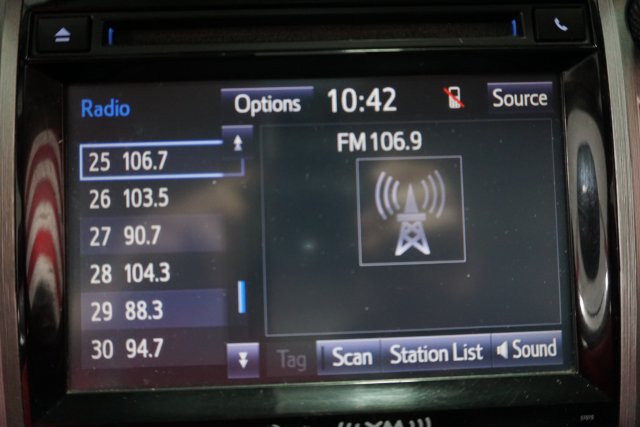 Radio Options 10:42 Source
FM 106.9
25 106.7
26 103.5
27 90.7
28 104.3
29 88.3
30 94.7
Tag Scan Station List Sound